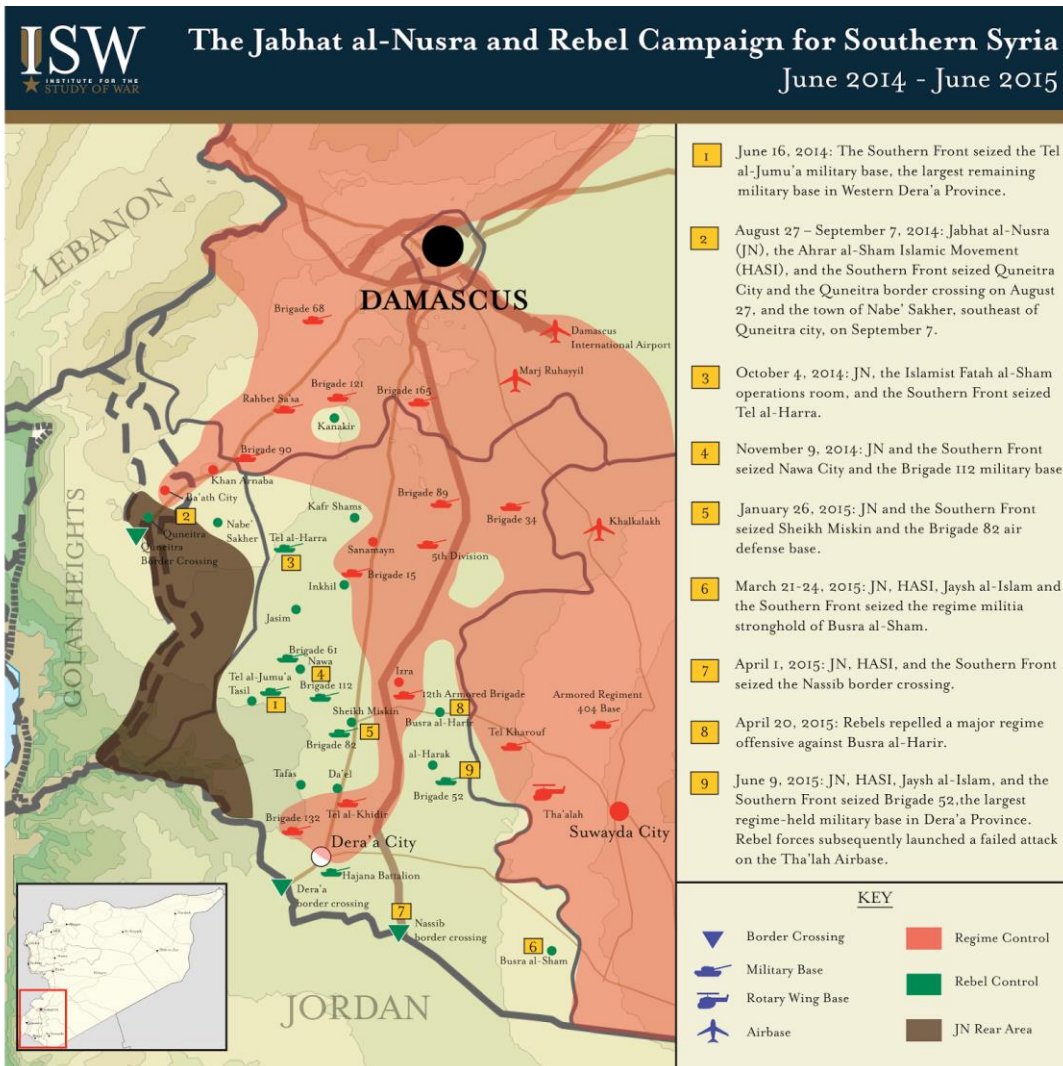 ISW
INSTITUTE FOR THE
STUDY OF WAR
The Jabhat al-Nusra and Rebel Campaign for Southern Syria
June 2014 - June 2015
LEBANON
DAMASCUS
Brigade 68
Damascus
International Airport
Marj Ruhayyil
Brigade 121
Brigade 165
Rahbet Sa'sa
Kanakir
Brigade 90
Khan Arnaba
Ba'ath City
Brigade 89
Kafr Shams
Brigade 34
2
Nabe'
Sakher
Quneitra
Quneitra
Border Crossing
Tel al-Harra
Khalkalakh
Sanamayn
5th Division
3
Brigade 15
Inkhil
GOLAN HEIGHTS
Jasim
Brigade 61
Nawa
4
Izra
Tel al-Jumu'a
Tasil
Brigade 112
12th Armored Brigade
Armored Regiment
404 Base
1
8
Sheikh Miskin
Busra al-Harir
5
Brigade 82
Tel Kharouf
al-Harak
9
Tafas
Da'el
Brigade 52
Tel al-Khidir
Tha'alah
Brigade 132
Suwayda City
Dera'a City
Hajana Battalion
Dera'a
border crossing
7
Nassib
border crossing
6
Busra al-Sham
JORDAN
1 June 16, 2014: The Southern Front seized the Tel
al-Jumu'a military base, the largest remaining
military base in Western Dera'a Province.
2 August 27 – September 7, 2014: Jabhat al-Nusra
(JN), the Ahrar al-Sham Islamic Movement
(HASI), and the Southern Front seized Quneitra
City and the Quneitra border crossing on August
27, and the town of Nabe' Sakher, southeast of
Quneitra city, on September 7.
3 October 4, 2014: JN, the Islamist Fatah al-Sham
operations room, and the Southern Front seized
Tel al-Harra.
4 November 9, 2014: JN and the Southern Front
seized Nawa City and the Brigade 112 military base
5 January 26, 2015: JN and the Southern Front
seized Sheikh Miskin and the Brigade 82 air
defense base.
6 March 21-24, 2015: JN, HASI, Jaysh al-Islam and
the Southern Front seized the regime militia
stronghold of Busra al-Sham.
7 April 1, 2015: JN, HASI, and the Southern Front
seized the Nassib border crossing.
8 April 20, 2015: Rebels repelled a major regime
offensive against Busra al-Harir.
9 June 9, 2015: JN, HASI, Jaysh al-Islam, and the
Southern Front seized Brigade 52,the largest
regime-held military base in Dera'a Province.
Rebel forces subsequently launched a failed attack
on the Tha'lah Airbase.
KEY
Border Crossing
Military Base
Rotary Wing Base
Airbase
Regime Control
Rebel Control
JN Rear Area